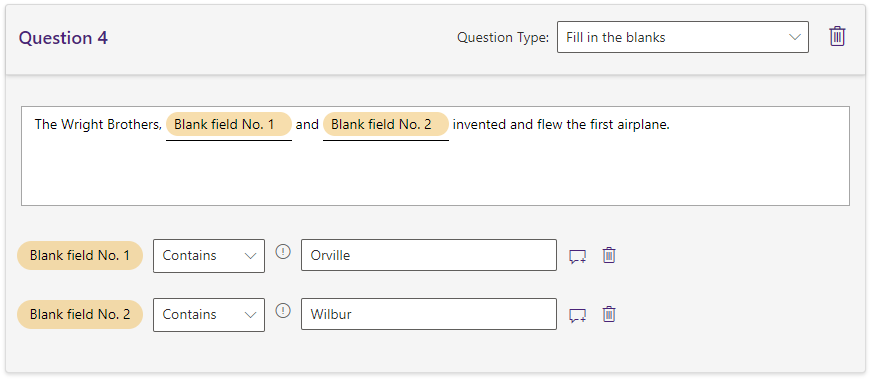 Question 4
Question Type: Fill in the blanks
The Wright Brothers, Blank field No. 1 and Blank field No. 2 invented and flew the first airplane.
Blank field No. 1 Contains Orville
Blank field No. 2 Contains Wilbur